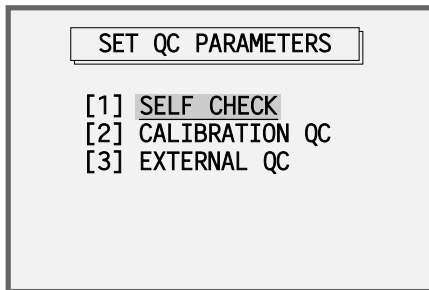 SET QC PARAMETERS
[1] SELF CHECK
[2] CALIBRATION QC
[3] EXTERNAL QC